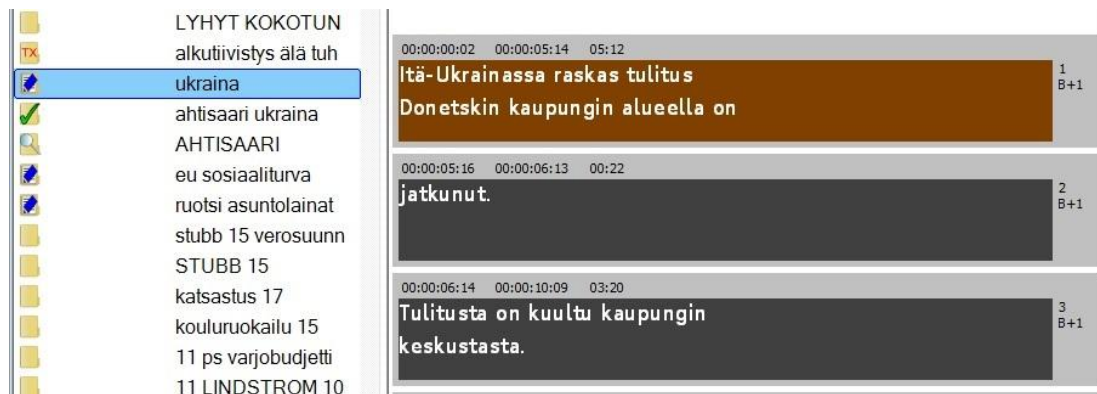 LYHYT KOKOTUN
TX alkutiivistys älä tuh
ukraina
ahtisaari ukraina
AHTISAARI
eu sosiaaliturva
ruotsi asuntolainat
stubb 15 verosuunn
STUBB 15
katsastus 17
kouluruokailu 15
11 ps varjobudjetti
11 LINDSTROM 10
00:00:00:02 00:00:05:14 05:12
Itä-Ukrainassa raskas tulitus
Donetskin kaupungin alueella on
1
B+1
00:00:05:16 00:00:06:13 00:22
jatkunut.
2
B+1
00:00:06:14 00:00:10:09 03:20
Tulitusta on kuultu kaupungin
keskustasta.
3
B+1